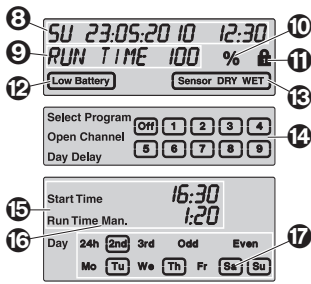 8 SU 23:05:20 10 12:30
9 RUN TIME 100 % 10
11
12 Low Battery Sensor DRY WET 13
Select Program Off 1 2 3 4
Open Channel 14
Day Delay 5 6 7 8 9
15 Start Time 16:30
16 Run Time Man. 1:20
Day 24h 2nd 3rd Odd Even 17
Mo Tu We Th Fr Sa Su